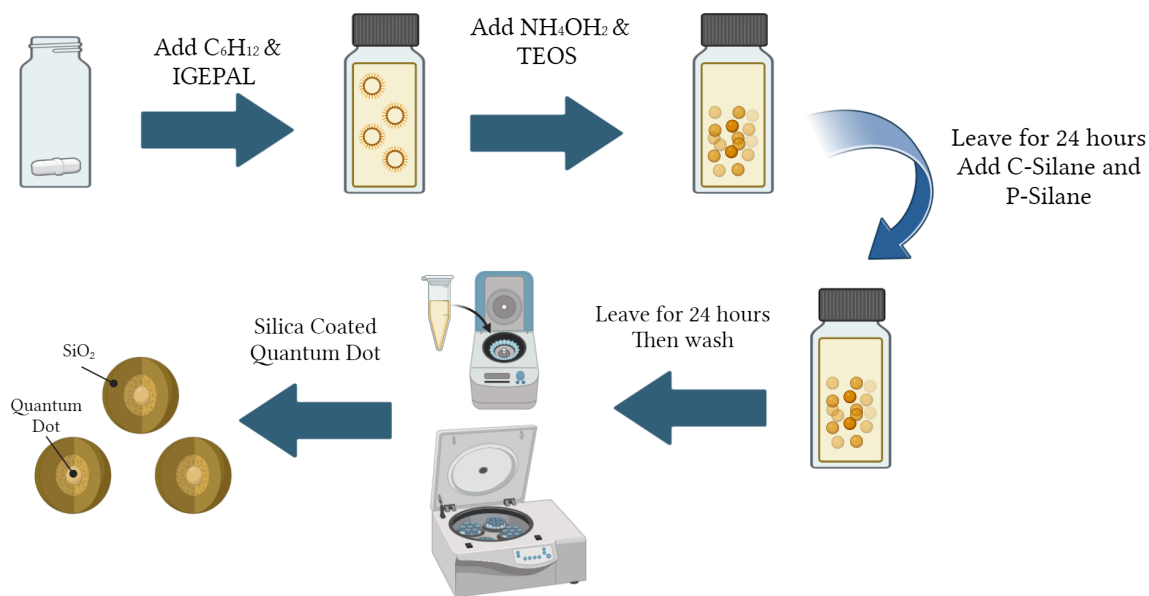 Add C₆H₁₂ &
IGEPAL
Add NH₄OH₂ &
TEOS
Leave for 24 hours
Add C-Silane and
P-Silane
Leave for 24 hours
Then wash
Silica Coated
Quantum Dot
SiO₂
Quantum
Dot